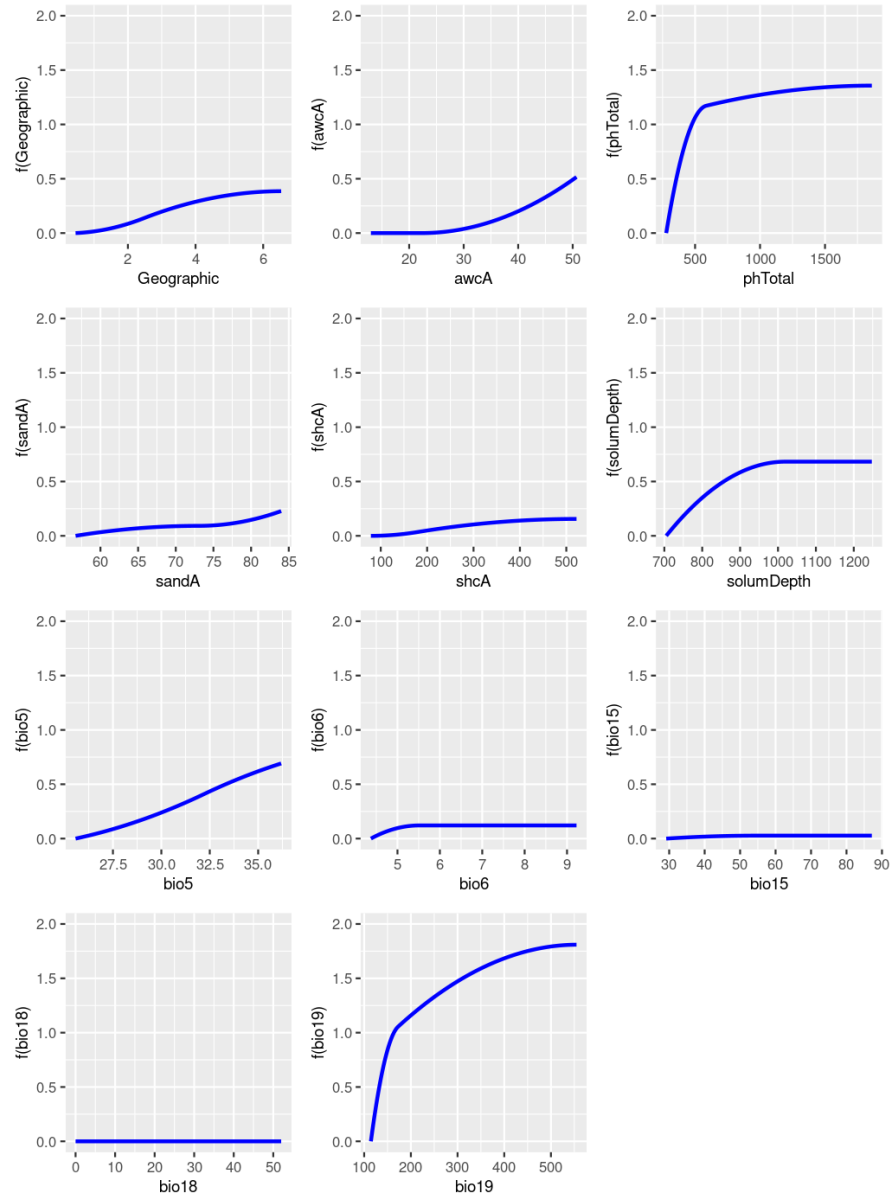 2.0
1.5
1.0
0.5
0.0
f(Geographic)
2 4 6
Geographic
2.0
1.5
1.0
0.5
0.0
f(awcA)
20 30 40 50
awcA
2.0
1.5
1.0
0.5
0.0
f(phTotal)
500 1000 1500
phTotal
2.0
1.5
1.0
0.5
0.0
f(sandA)
60 65 70 75 80 85
sandA
2.0
1.5
1.0
0.5
0.0
f(shcA)
100 200 300 400 500
shcA
2.0
1.5
1.0
0.5
0.0
f(solumDepth)
700 800 900 1000 1100 1200
solumDepth
2.0
1.5
1.0
0.5
0.0
f(bio5)
27.5 30.0 32.5 35.0
bio5
2.0
1.5
1.0
0.5
0.0
f(bio6)
5 6 7 8 9
bio6
2.0
1.5
1.0
0.5
0.0
f(bio15)
30 40 50 60 70 80 90
bio15
2.0
1.5
1.0
0.5
0.0
f(bio18)
0 10 20 30 40 50
bio18
2.0
1.5
1.0
0.5
0.0
f(bio19)
100 200 300 400 500
bio19